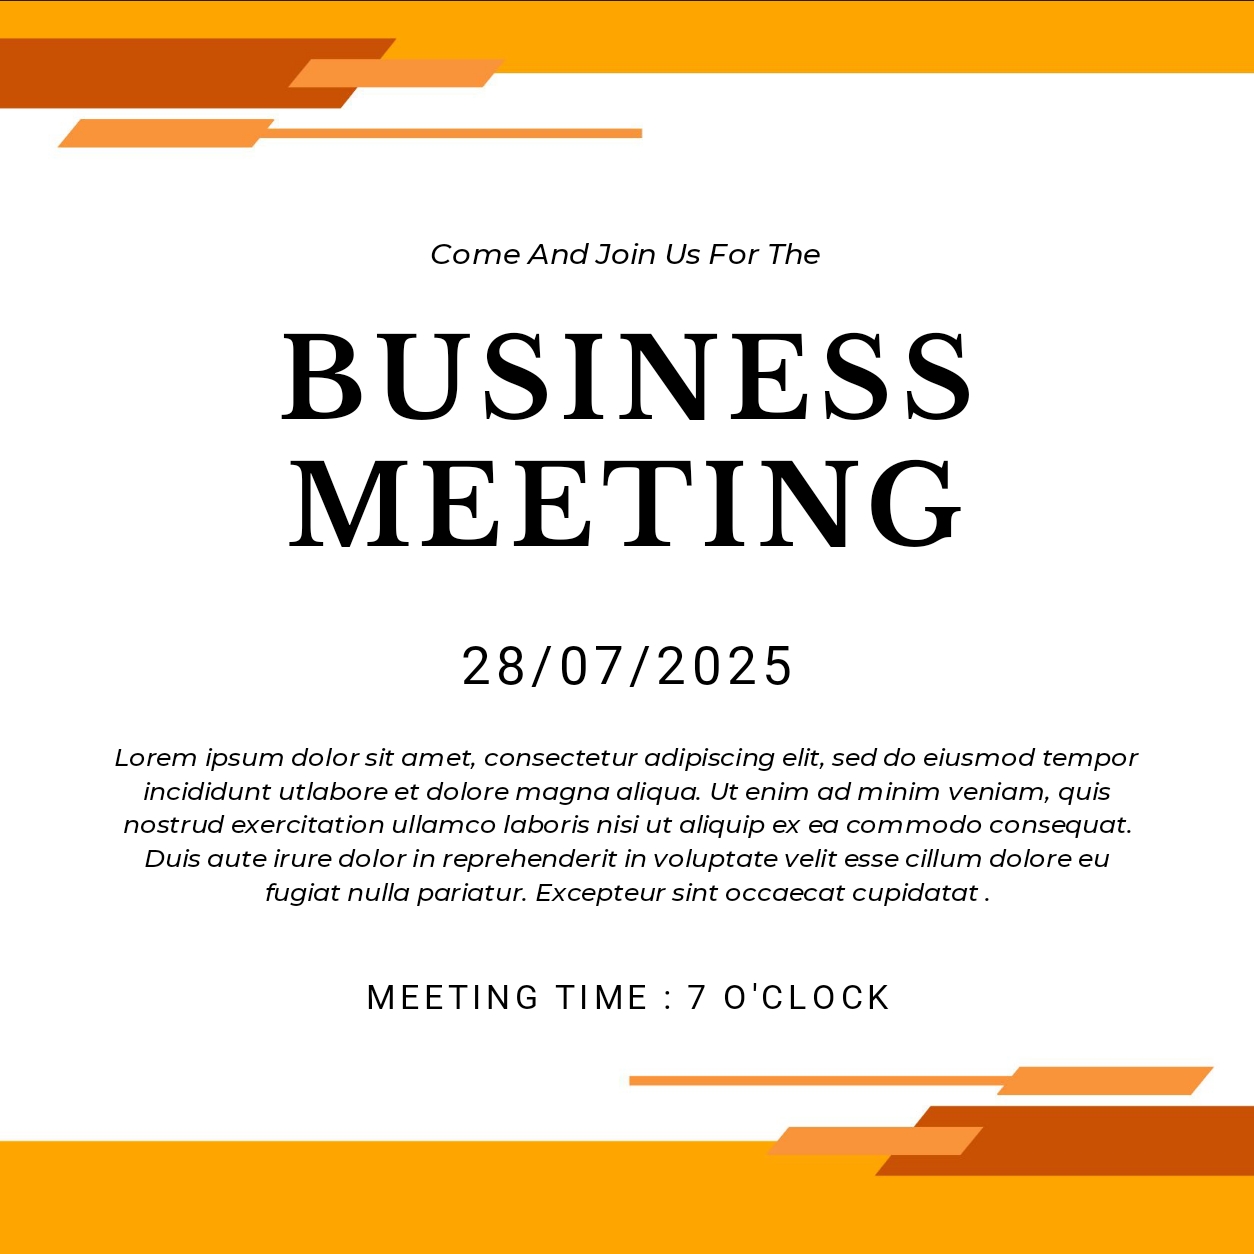 Come And Join Us For The
BUSINESS
MEETING
28/07/2025
Lorem ipsum dolor sit amet, consectetur adipiscing elit, sed do eiusmod tempor
incididunt utlabore et dolore magna aliqua. Ut enim ad minim veniam, quis
nostrud exercitation ullamco laboris nisi ut aliquip ex ea commodo consequat.
Duis aute irure dolor in reprehenderit in voluptate velit esse cillum dolore eu
fugiat nulla pariatur. Excepteur sint occaecat cupidatat .
MEETING TIME : 7 O'CLOCK